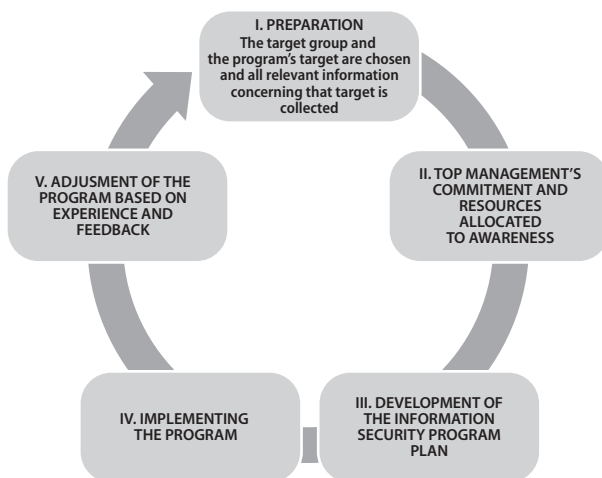 I. PREPARATION
The target group and
the program's target are chosen
and all relevant information
concerning that target is
collected
II. TOP MANAGEMENT'S
COMMITMENT AND
RESOURCES
ALLOCATED
TO AWARENESS
III. DEVELOPMENT OF
THE INFORMATION
SECURITY PROGRAM
PLAN
IV. IMPLEMENTING
THE PROGRAM
V. ADJUSMENT OF THE
PROGRAM BASED ON
EXPERIENCE AND
FEEDBACK